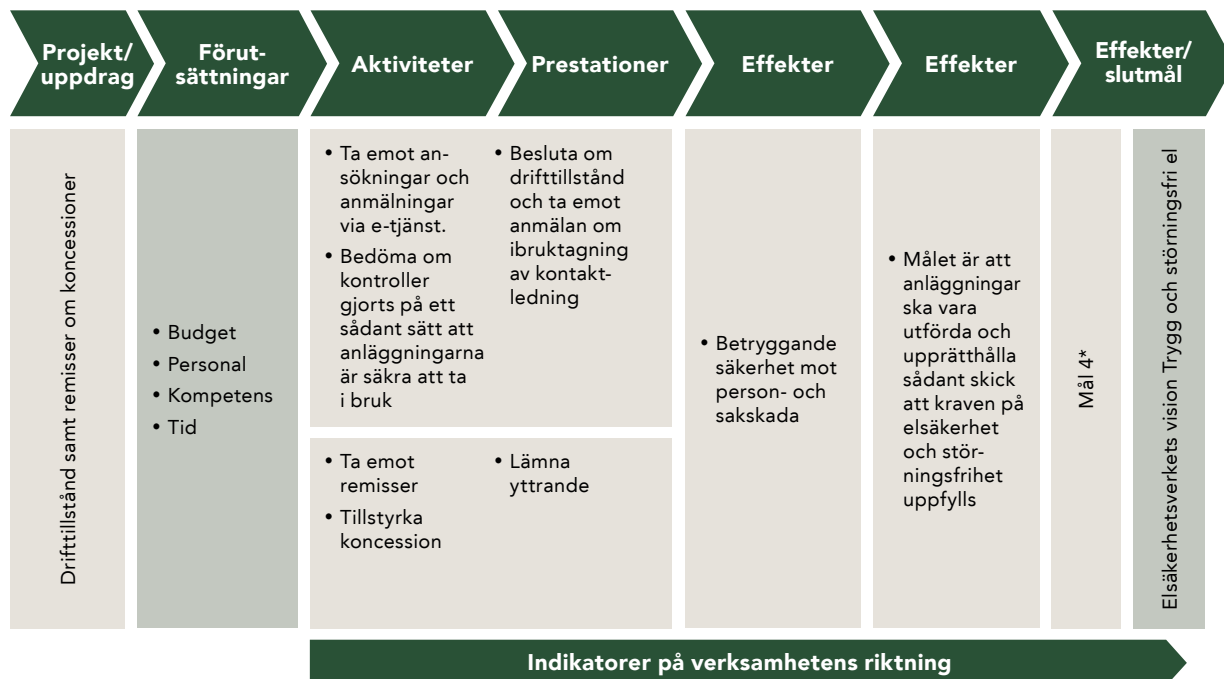 Projekt/
uppdrag
Förut-
sättningar
Aktiviteter
Prestationer
Effekter
Effekter
Effekter/
slutmål
Drifttillstånd samt remisser om koncessioner
• Budget
• Personal
• Kompetens
• Tid
• Ta emot an-
sökningar och
anmälningar
via e-tjänst.
• Bedöma om
kontroller
gjorts på ett
sådant sätt att
anläggningarna
är säkra att ta
i bruk
• Besluta om
drifttillstånd
och ta emot
anmälan om
ibruktagning
av kontakt-
ledning
• Ta emot
remisser
• Tillstyrka
koncession
• Lämna
yttrande
• Betryggande
säkerhet mot
person- och
sakskada
• Målet är att
anläggningar
ska vara
utförda och
upprätthålla
sådant skick
att kraven på
elsäkerhet
och stör-
ningsfrihet
uppfylls
Mål 4*
Elsäkerhetsverkets vision Trygg och störningsfri el
Indikatorer på verksamhetens riktning